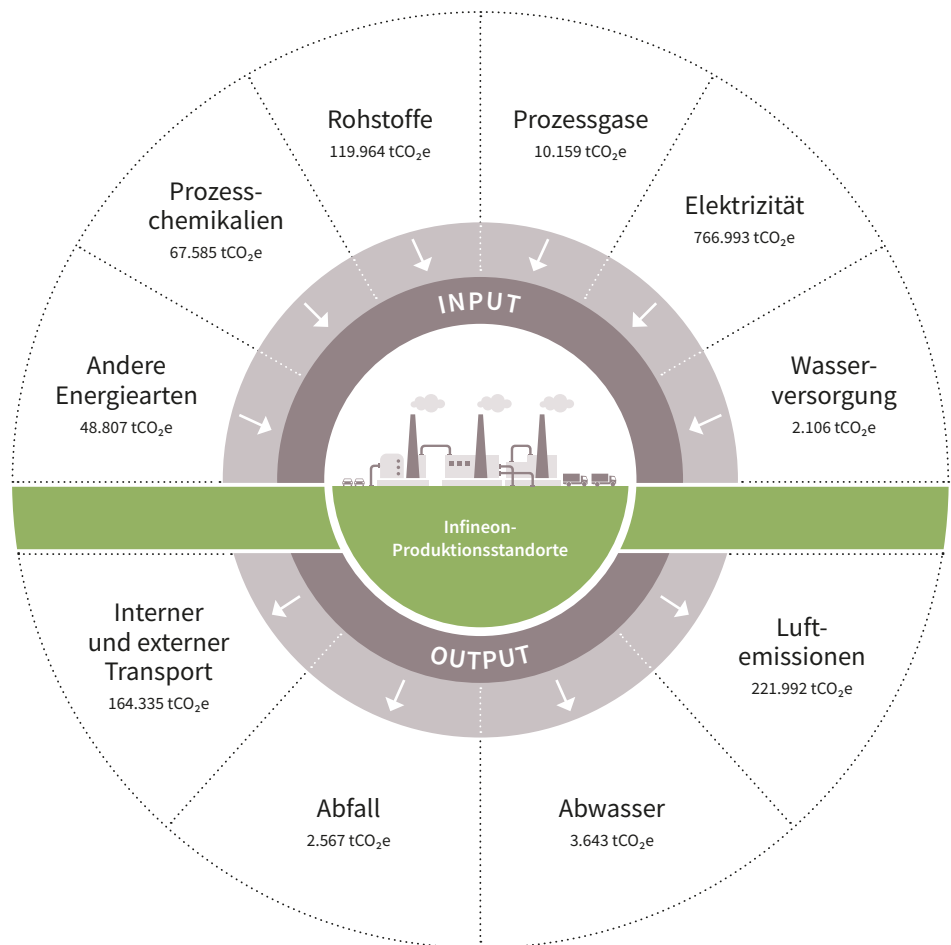 Rohstoffe
119.964 tCO₂e
Prozessgase
10.159 tCO₂e
Prozess-
chemikalien
67.585 tCO₂e
Elektrizität
766.993 tCO₂e
INPUT
Andere
Energiearten
48.807 tCO₂e
Wasser-
versorgung
2.106 tCO₂e
Infineon-
Produktionsstandorte
Interner
und externer
Transport
164.335 tCO₂e
OUTPUT
Luft-
emissionen
221.992 tCO₂e
Abfall
2.567 tCO₂e
Abwasser
3.643 tCO₂e